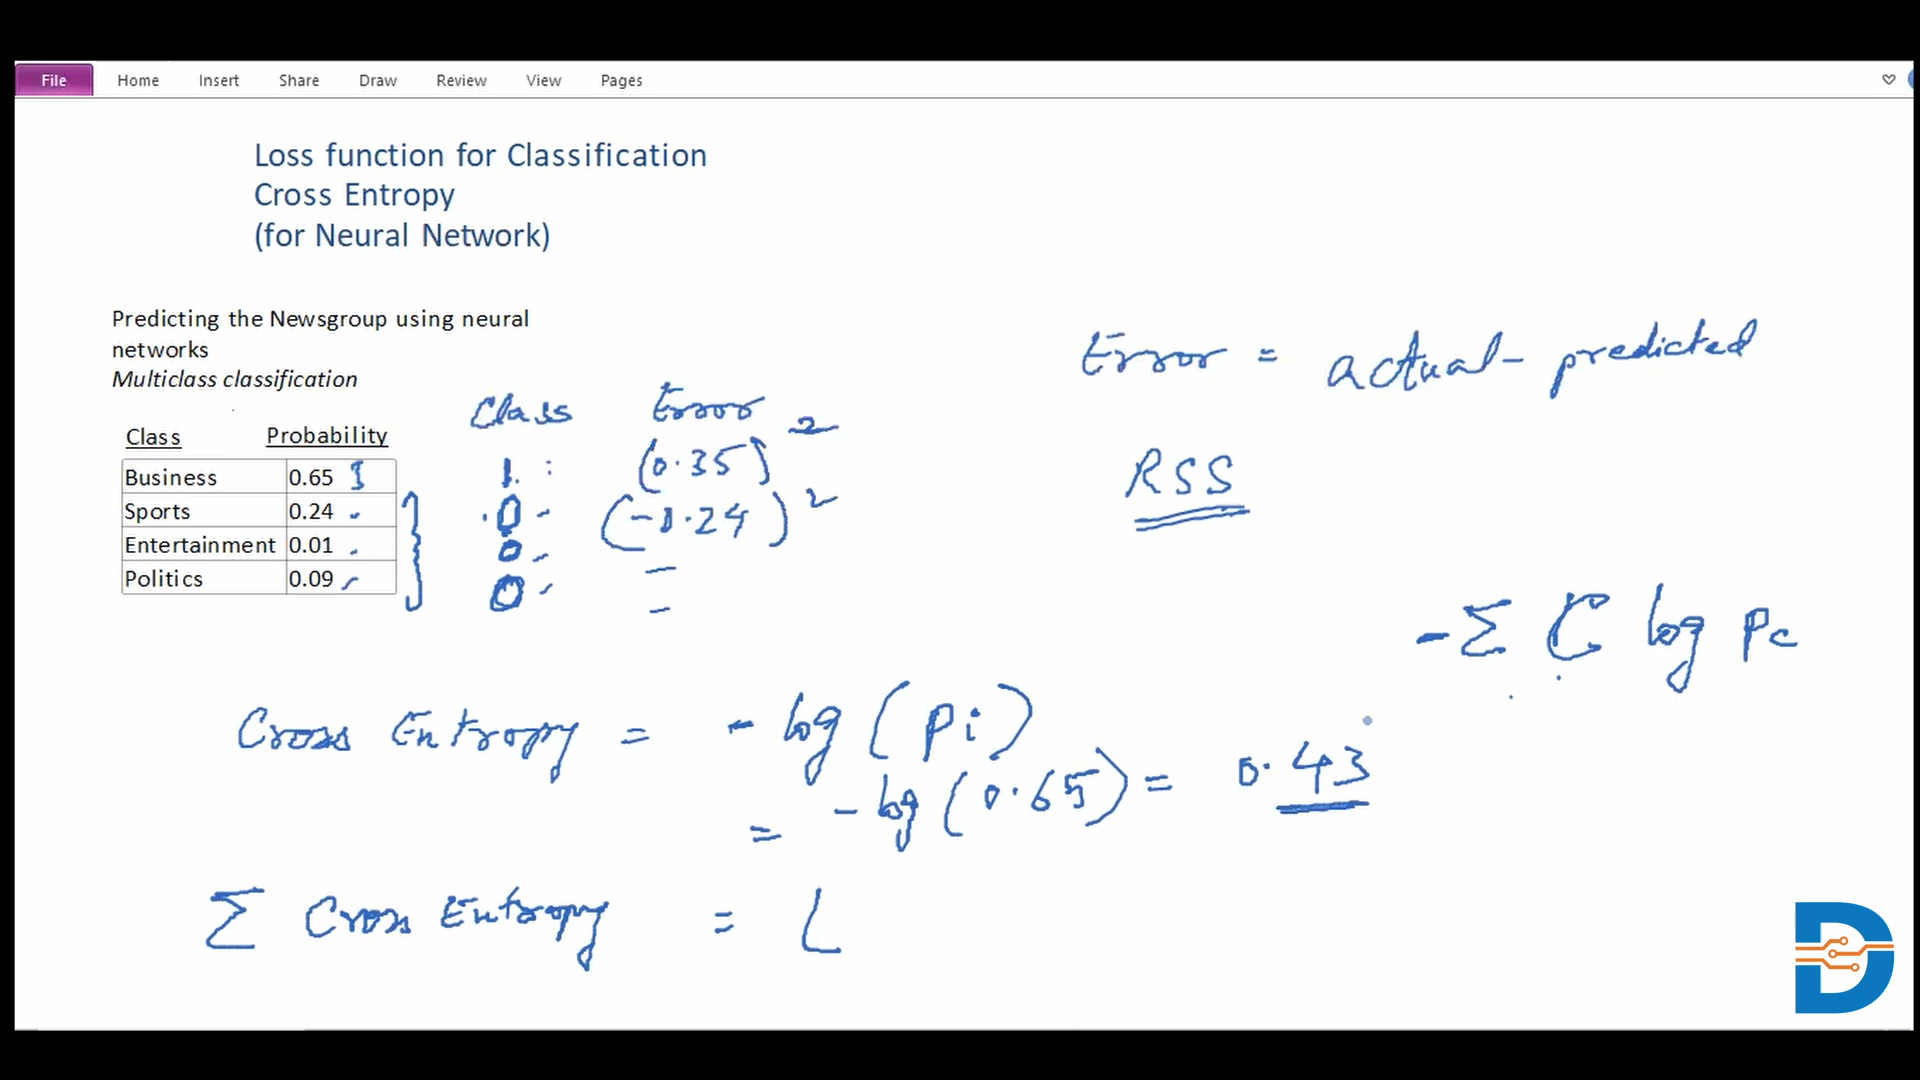 File Home Insert Share Draw Review View Pages
Loss function for Classification
Cross Entropy
(for Neural Network)
Predicting the Newsgroup using neural
networks
Multiclass classification
Error = actual - predicted
Class Probability Class Error
Business 0.65 1 (0.35)²
Sports 0.24 0 (-0.24)²
Entertainment 0.01 0 -
Politics 0.09 0 -
RSS
-Σ C log Pc
Cross Entropy = - log (Pi)
= - log (0.65) = 0.43
Σ Cross Entropy = L